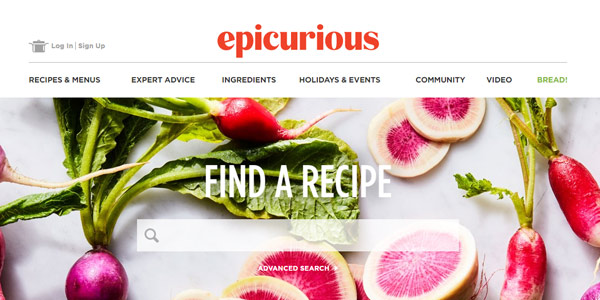 epicurious
Log In | Sign Up
RECIPES & MENUS EXPERT ADVICE INGREDIENTS HOLIDAYS & EVENTS COMMUNITY VIDEO BREAD!
FIND A RECIPE
ADVANCED SEARCH +